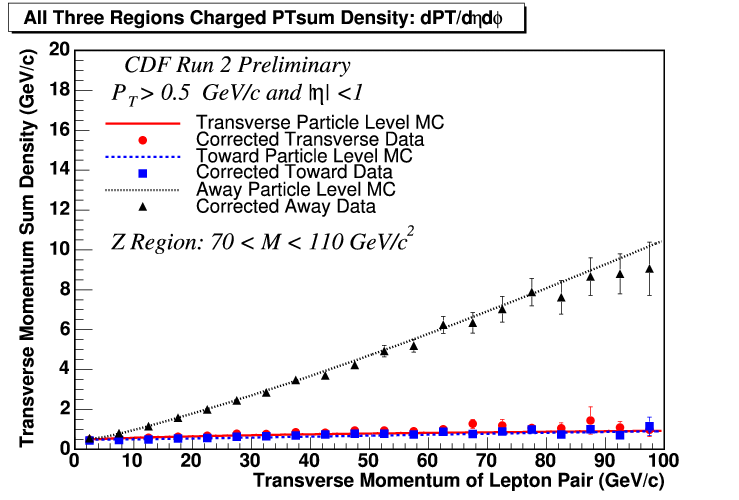 All Three Regions Charged PTsum Density: dPT/dηdϕ
CDF Run 2 Preliminary
P_T > 0.5 GeV/c and |η| <1
Transverse Particle Level MC
Corrected Transverse Data
Toward Particle Level MC
Corrected Toward Data
Away Particle Level MC
Corrected Away Data
Z Region: 70 < M < 110 GeV/c²
Transverse Momentum Sum Density (GeV/c)
20
18
16
14
12
10
8
6
4
2
0
0 10 20 30 40 50 60 70 80 90 100
Transverse Momentum of Lepton Pair (GeV/c)